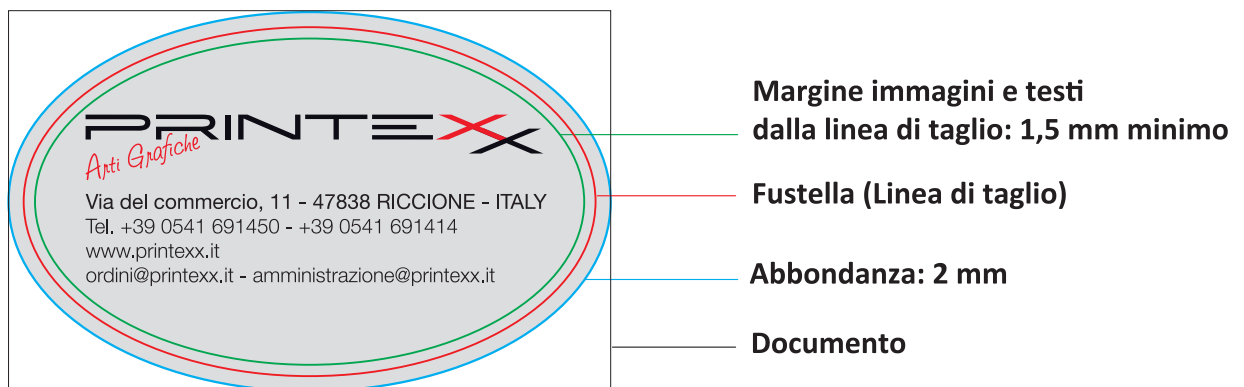 PRINTEXX
Arti Grafiche
Via del commercio, 11 - 47838 RICCIONE - ITALY
Tel. +39 0541 691450 - +39 0541 691414
www.printexx.it
ordini@printexx.it - amministrazione@printexx.it
Margine immagini e testi
dalla linea di taglio: 1,5 mm minimo
Fustella (Linea di taglio)
Abbondanza: 2 mm
Documento